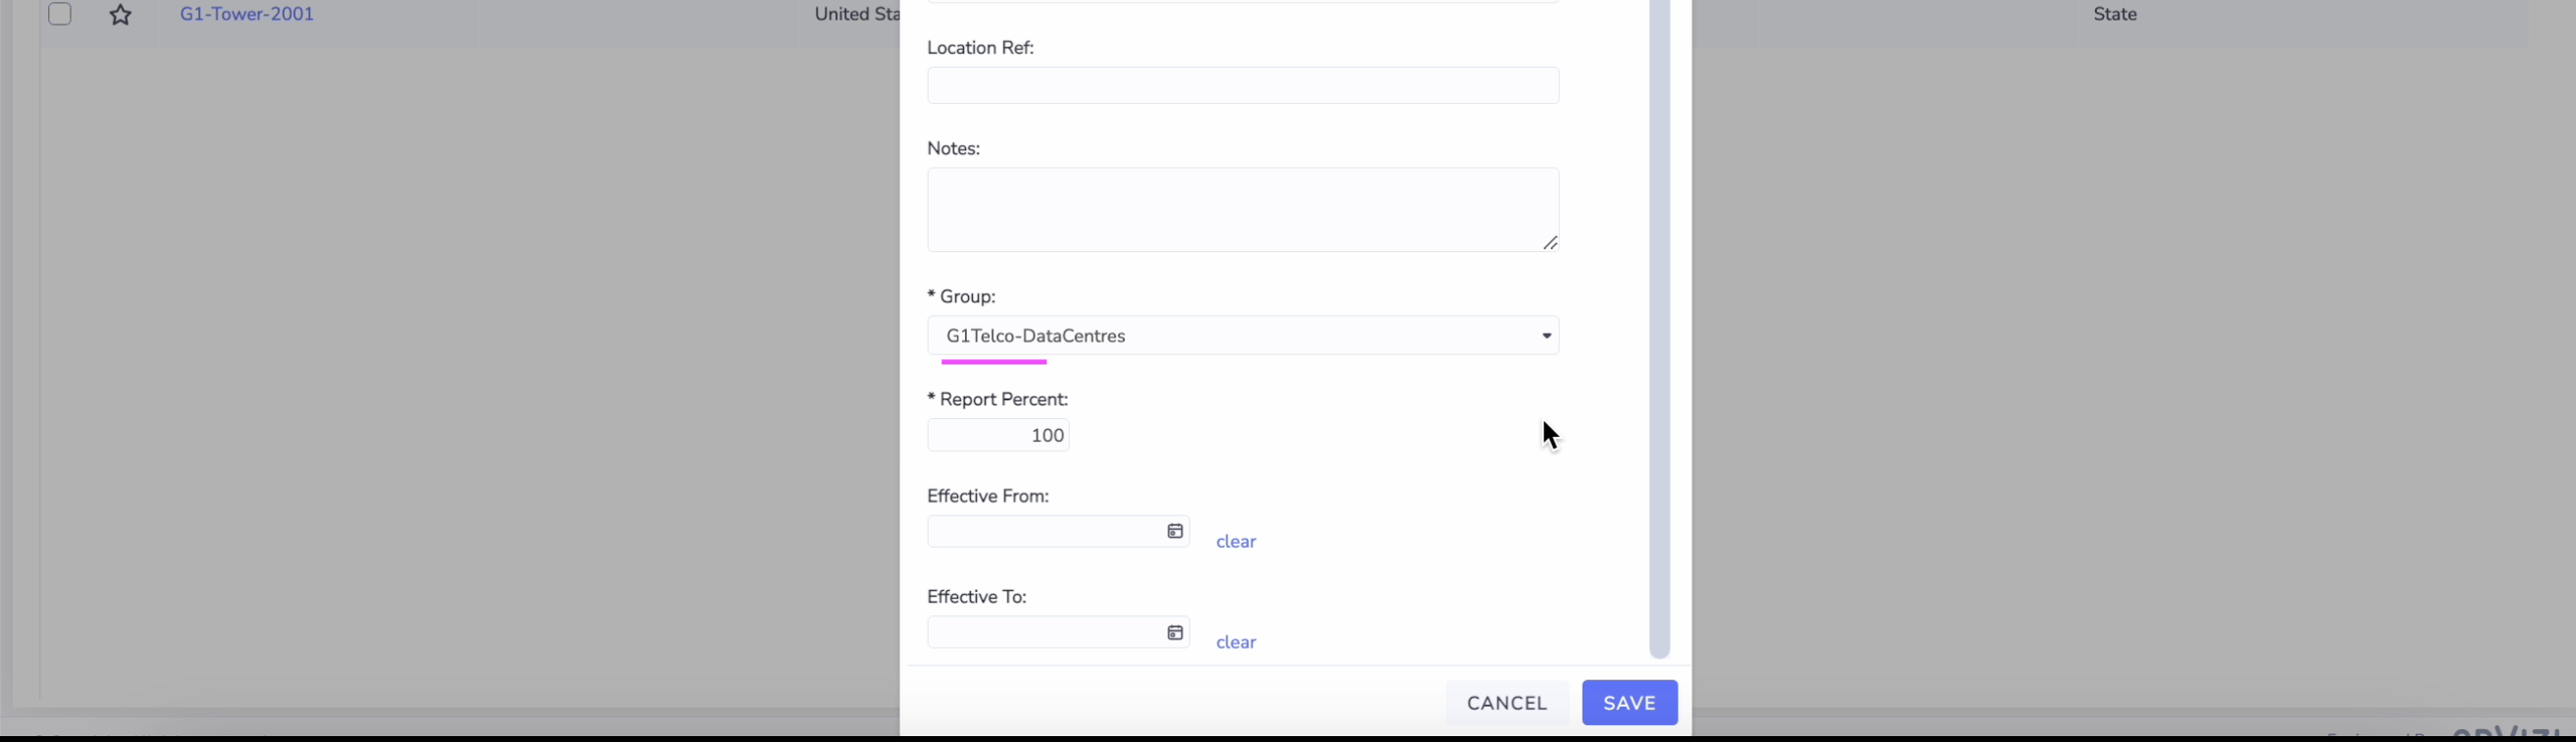 G1-Tower-2001
United Sta
State
Location Ref:
Notes:
* Group:
G1Telco-DataCentres
* Report Percent:
100
Effective From:
clear
Effective To:
clear
CANCEL
SAVE